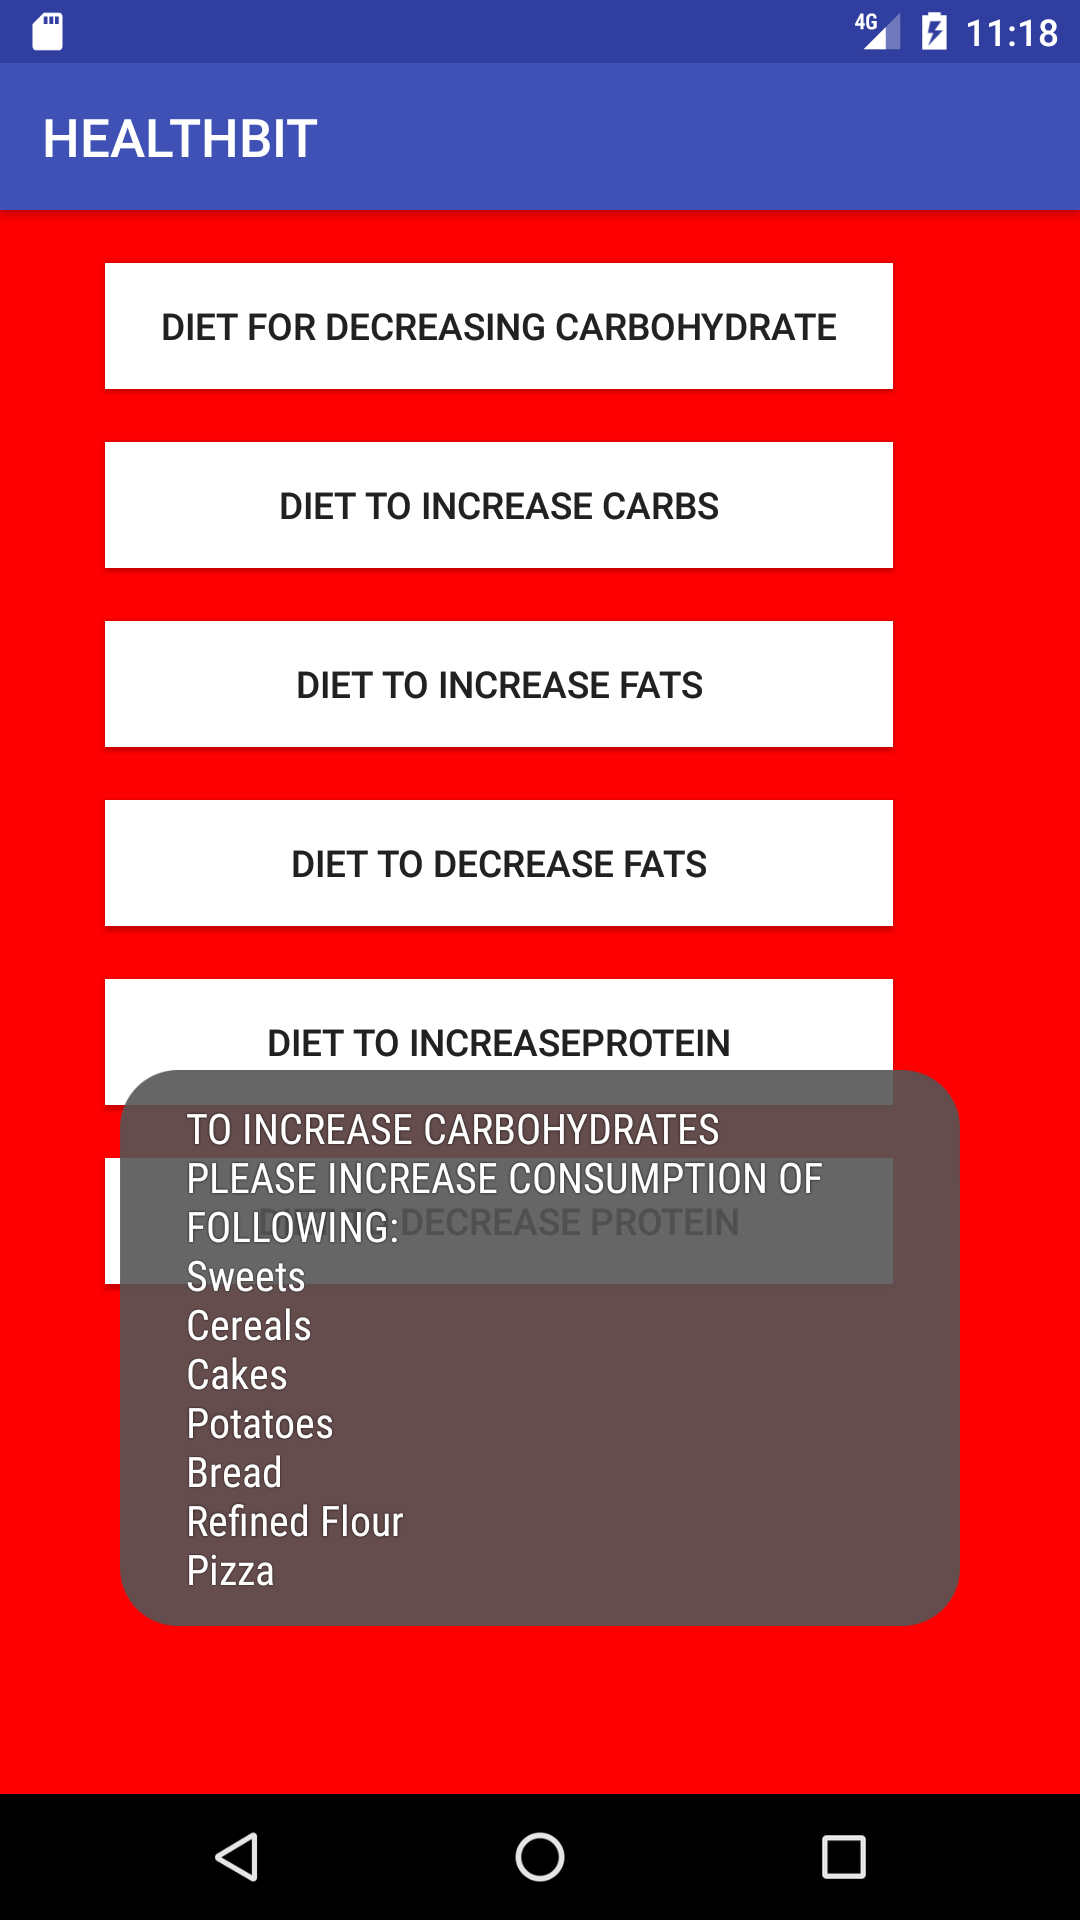 4G 11:18
HEALTHBIT
DIET FOR DECREASING CARBOHYDRATE
DIET TO INCREASE CARBS
DIET TO INCREASE FATS
DIET TO DECREASE FATS
DIET TO INCREASEPROTEIN
DIET TO DECREASE PROTEIN
TO INCREASE CARBOHYDRATES
PLEASE INCREASE CONSUMPTION OF
FOLLOWING:
Sweets
Cereals
Cakes
Potatoes
Bread
Refined Flour
Pizza